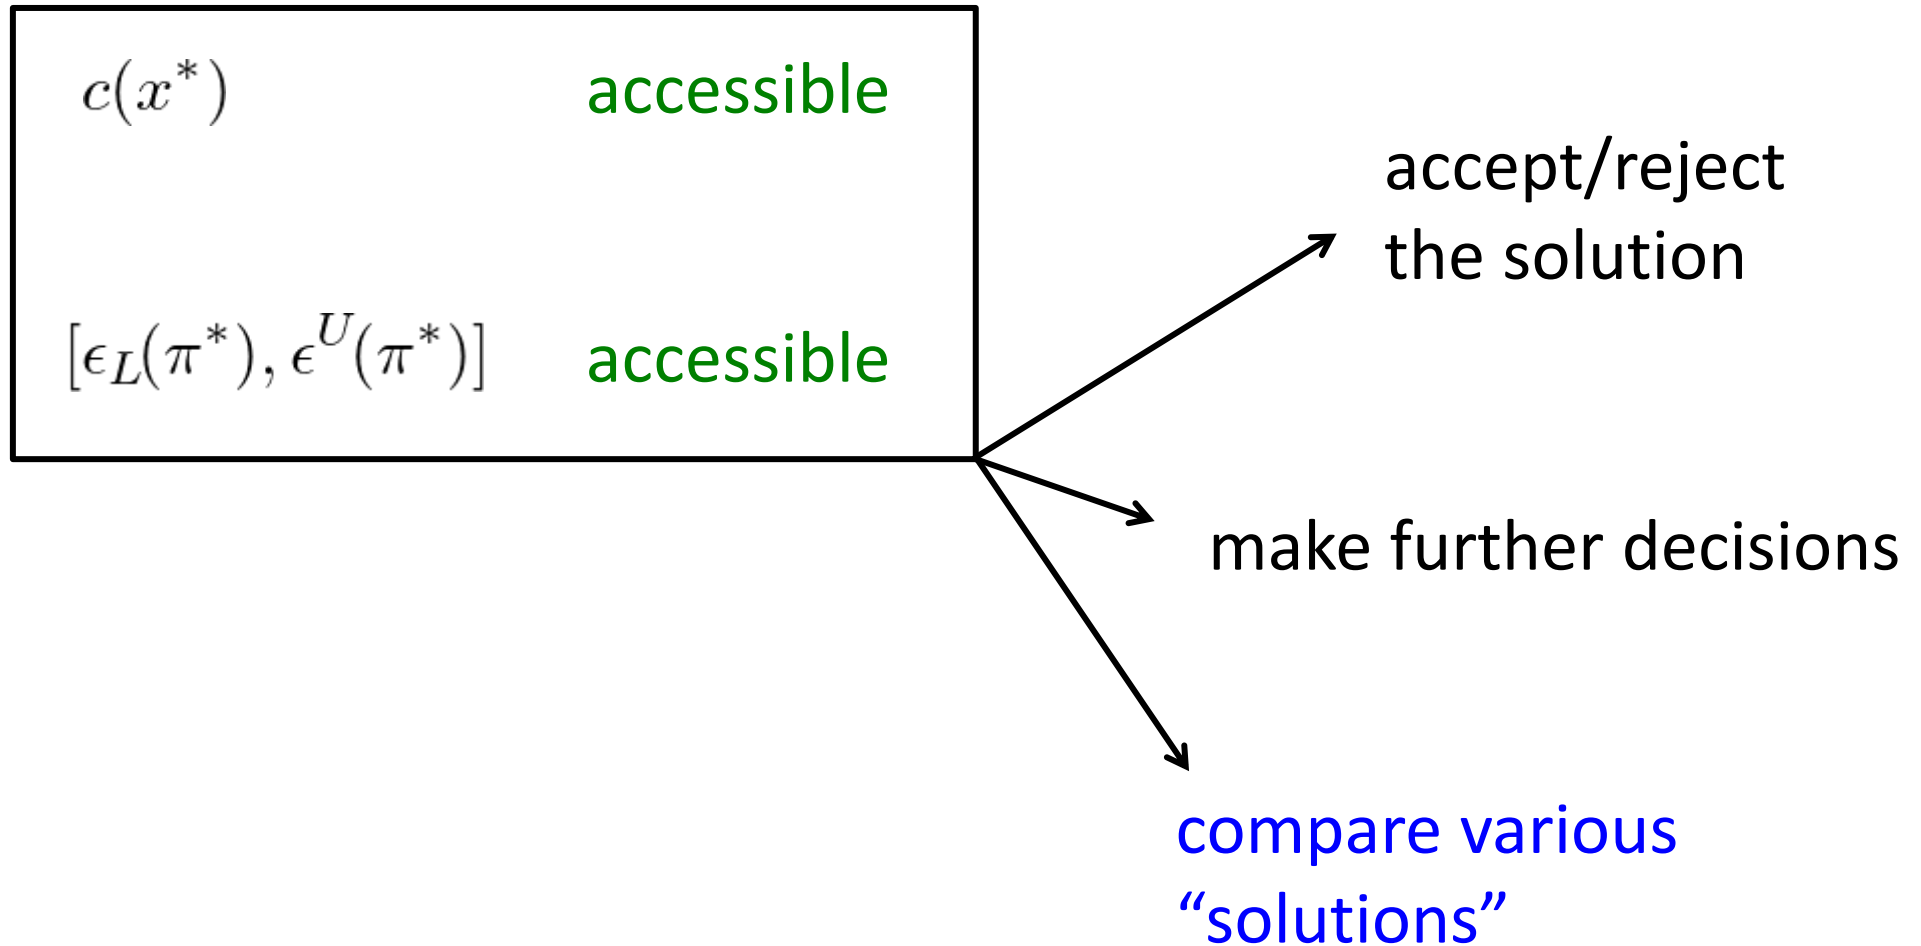 c(x*) accessible
[ϵ_L(π*), ϵ^U(π*)] accessible
accept/reject
the solution
make further decisions
compare various
“solutions”